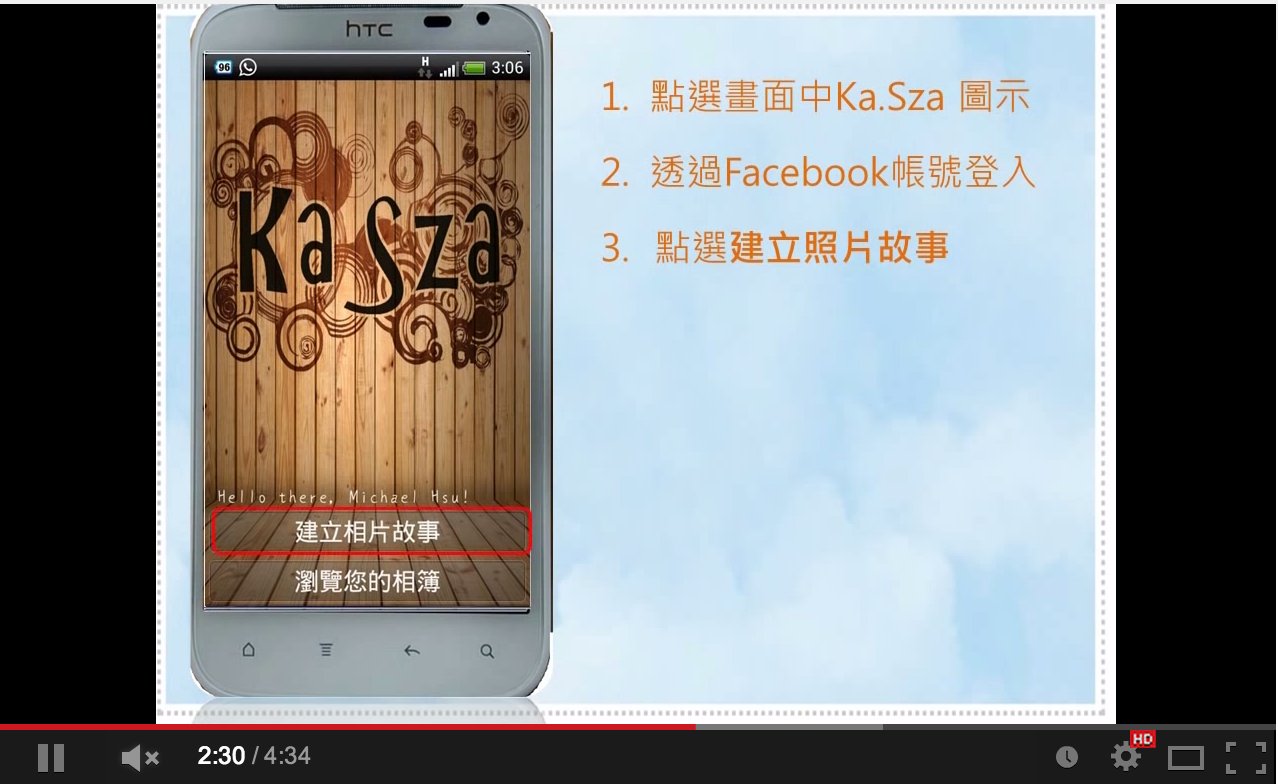 hTC
96
H
3:06
Ka Sza
Hello there, Michael Hsu!
建立相片故事
瀏覽您的相簿
1. 點選畫面中Ka.Sza 圖示
2. 透過Facebook帳號登入
3. 點選建立照片故事
2:30 / 4:34
HD